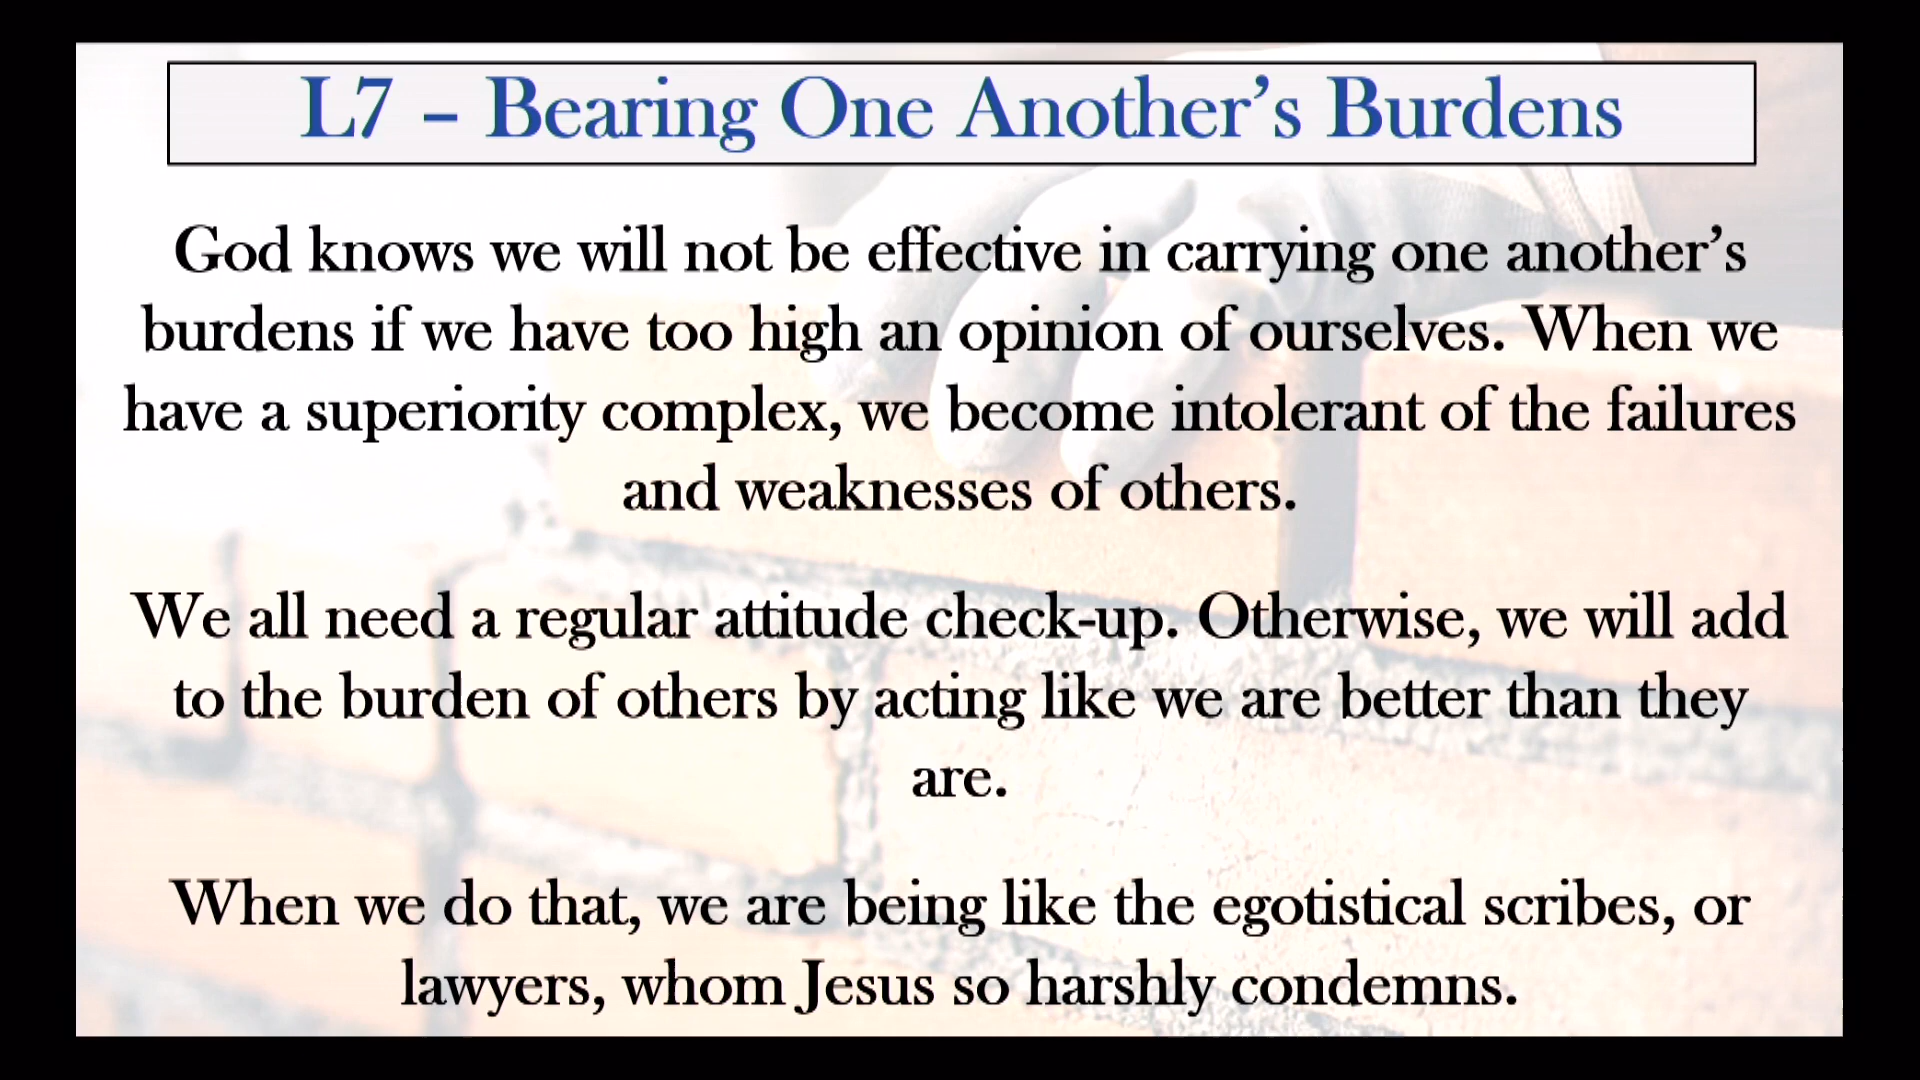 L7 – Bearing One Another’s Burdens
God knows we will not be effective in carrying one another’s
burdens if we have too high an opinion of ourselves. When we
have a superiority complex, we become intolerant of the failures
and weaknesses of others.
We all need a regular attitude check-up. Otherwise, we will add
to the burden of others by acting like we are better than they
are.
When we do that, we are being like the egotistical scribes, or
lawyers, whom Jesus so harshly condemns.